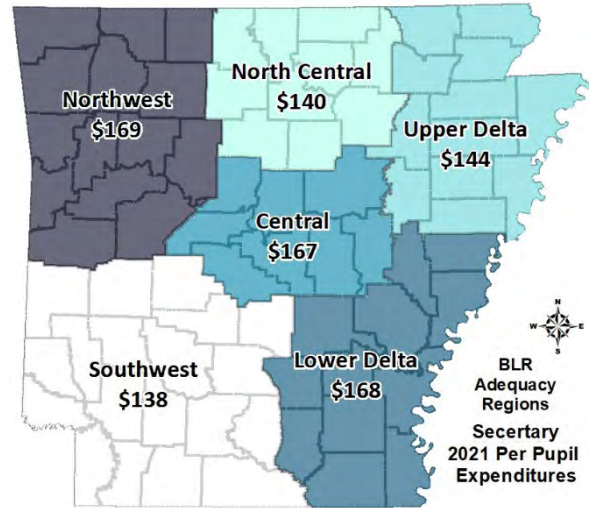 North Central
$140
Northwest
$169
Upper Delta
$144
Central
$167
Southwest
$138
Lower Delta
$168
N
W E
S
BLR
Adequacy
Regions
Secertary
2021 Per Pupil
Expenditures